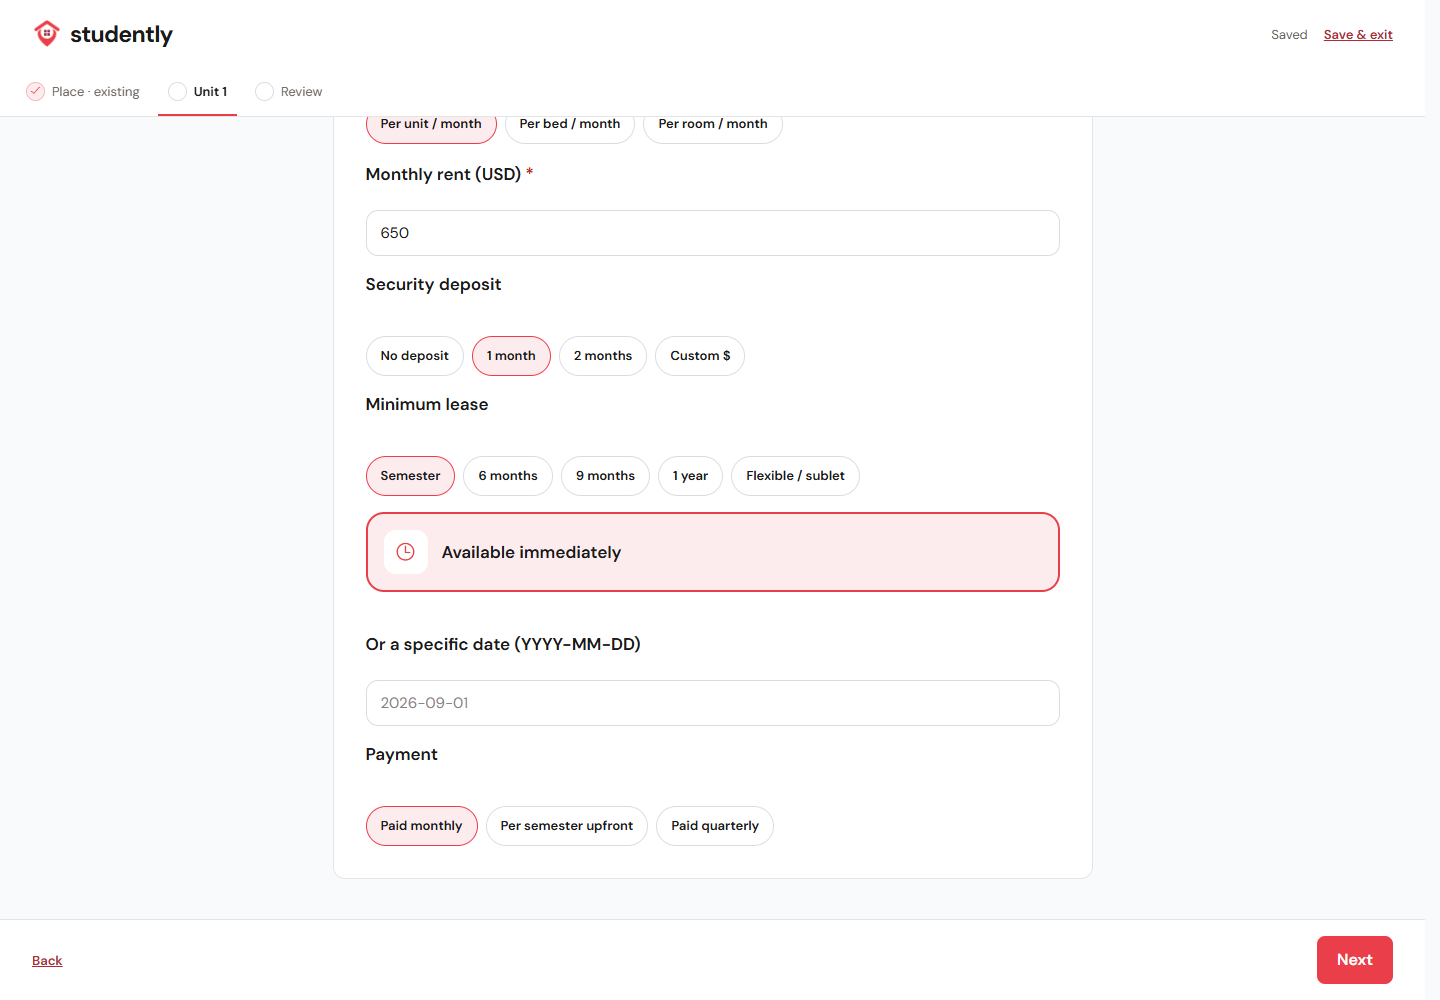 studently
Saved
Save & exit
Place · existing
Unit 1
Review
Per unit / month
Per bed / month
Per room / month
Monthly rent (USD) *
650
Security deposit
No deposit
1 month
2 months
Custom $
Minimum lease
Semester
6 months
9 months
1 year
Flexible / sublet
Available immediately
Or a specific date (YYYY-MM-DD)
2026-09-01
Payment
Paid monthly
Per semester upfront
Paid quarterly
Back
Next